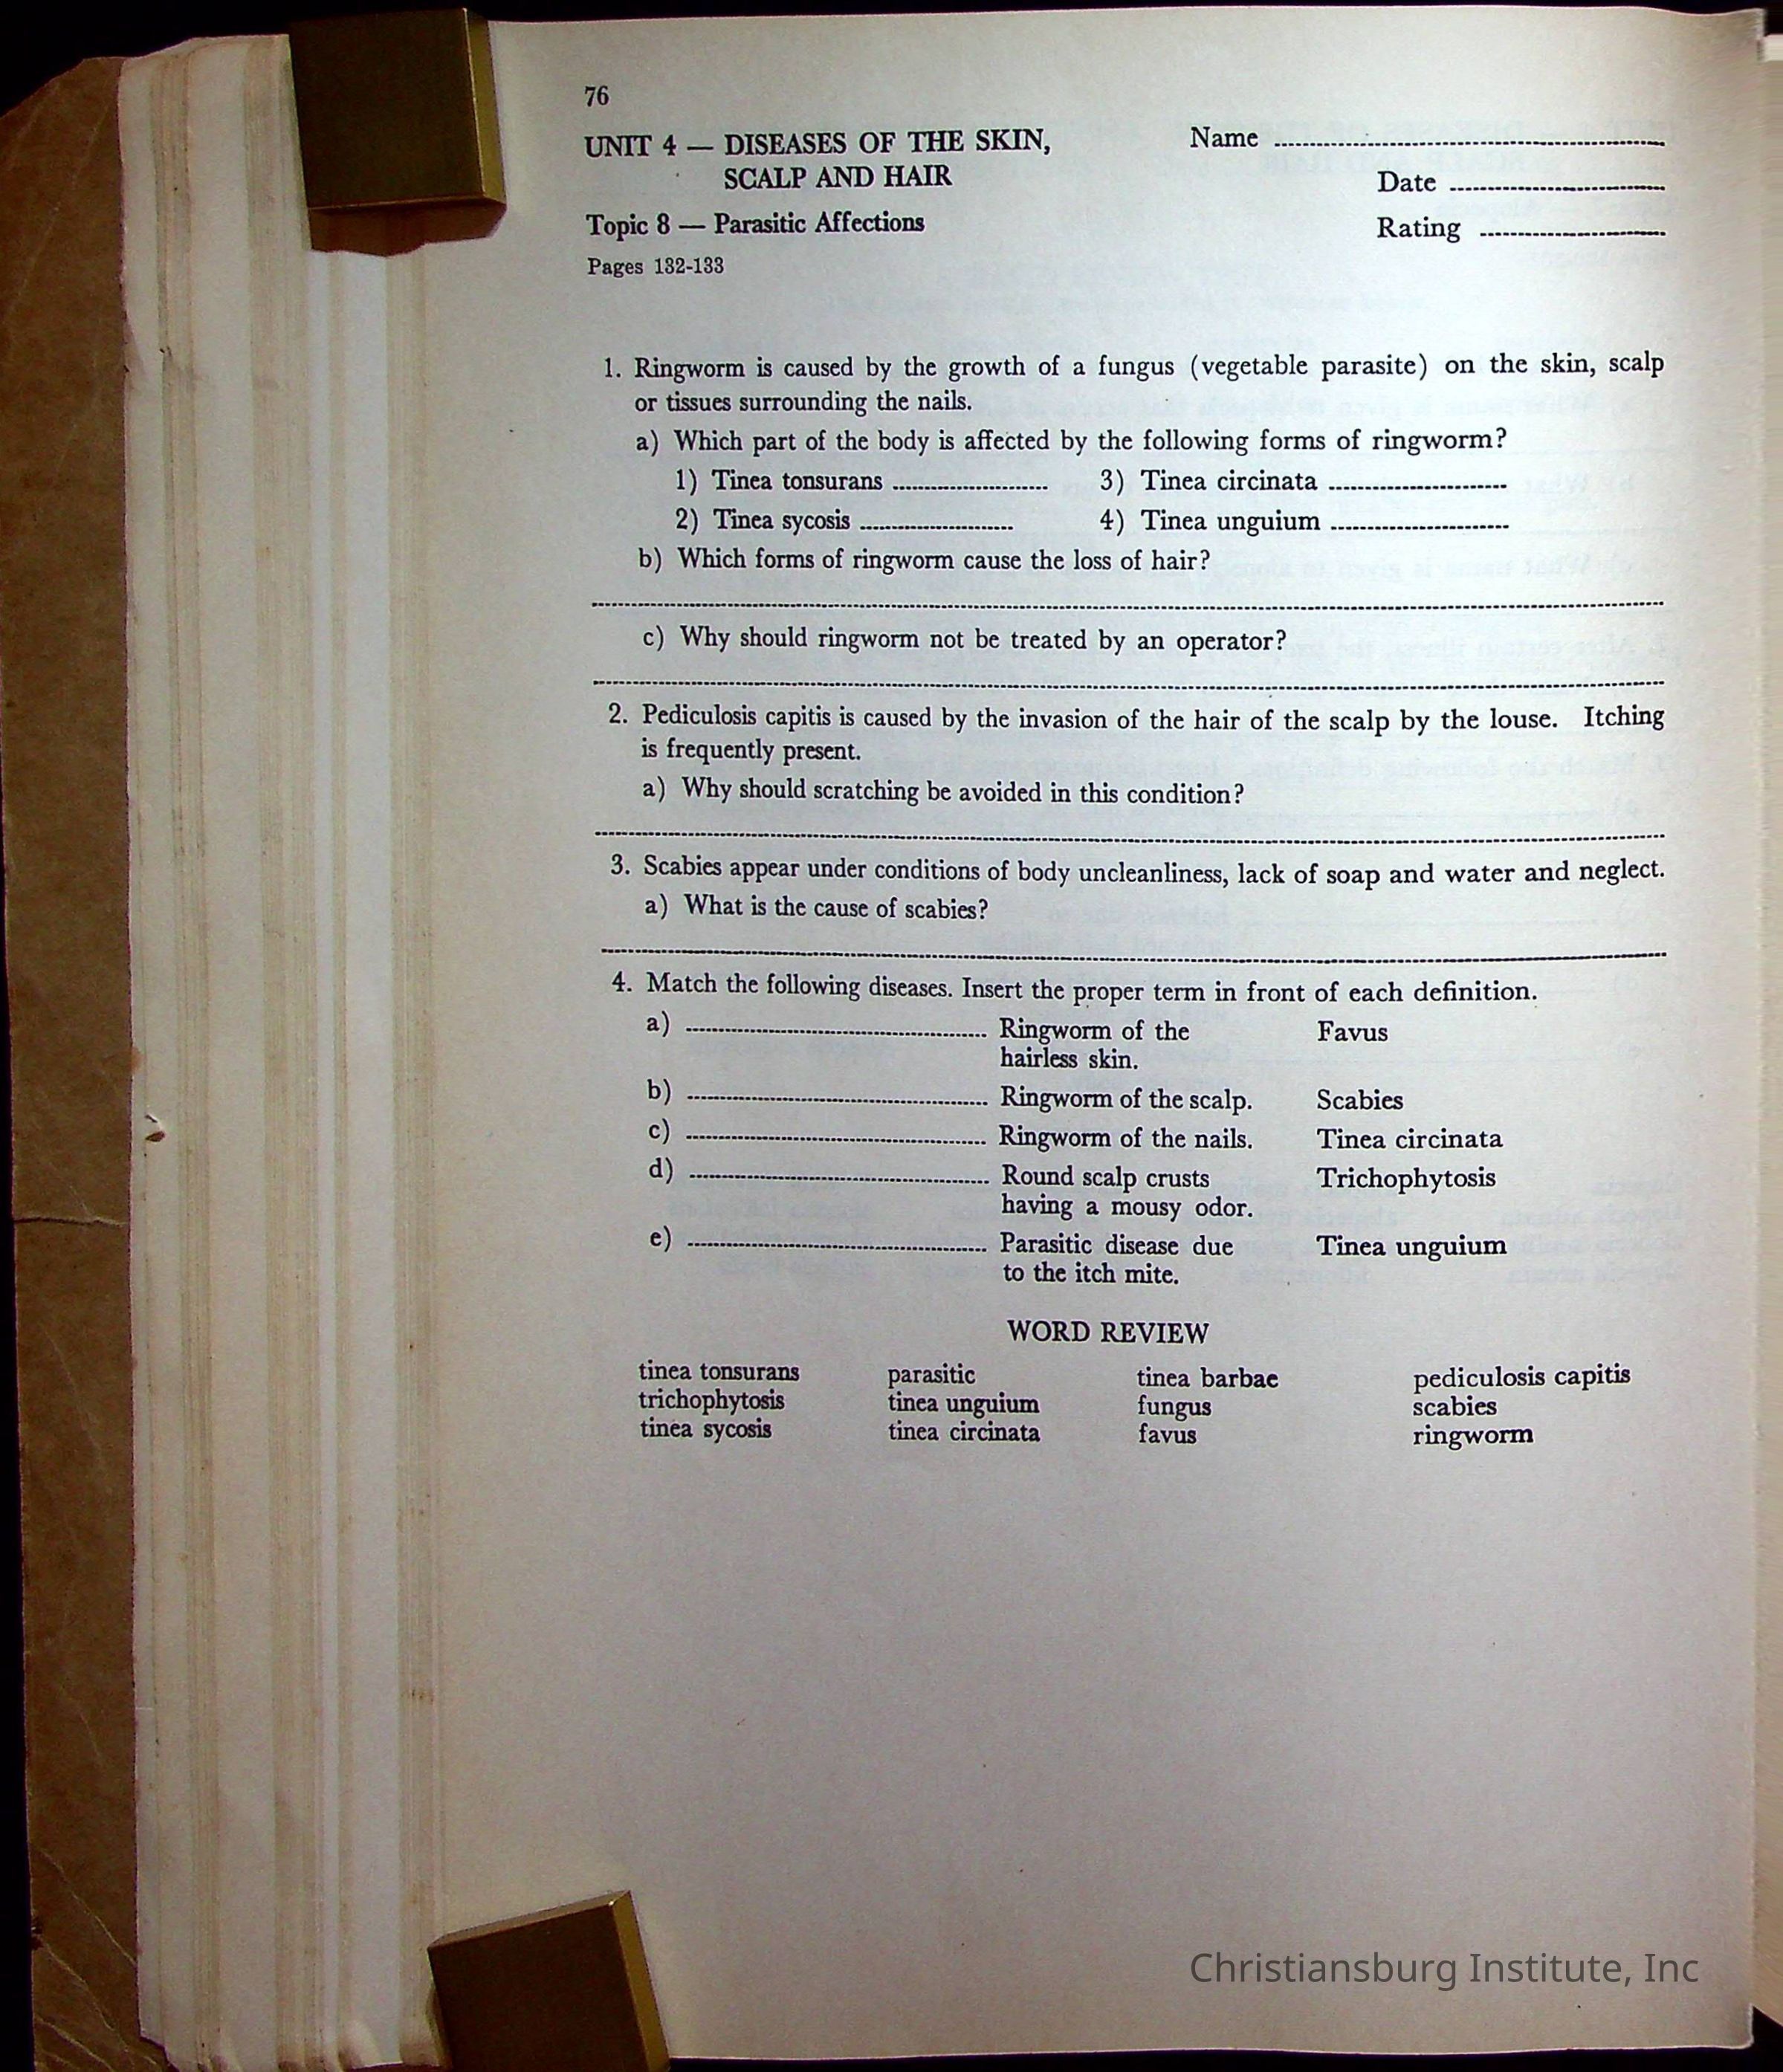 76
UNIT 4 — DISEASES OF THE SKIN,
SCALP AND HAIR
Name
Date
Topic 8 — Parasitic Affections
Rating
Pages 132-133
1. Ringworm is caused by the growth of a fungus (vegetable parasite) on the skin, scalp
or tissues surrounding the nails.
a) Which part of the body is affected by the following forms of ringworm?
1) Tinea tonsurans 3) Tinea circinata
2) Tinea sycosis 4) Tinea unguium
b) Which forms of ringworm cause the loss of hair?
c) Why should ringworm not be treated by an operator?
2. Pediculosis capitis is caused by the invasion of the hair of the scalp by the louse. Itching
is frequently present.
a) Why should scratching be avoided in this condition?
3. Scabies appear under conditions of body uncleanliness, lack of soap and water and neglect.
a) What is the cause of scabies?
4. Match the following diseases. Insert the proper term in front of each definition.
a) Ringworm of the Favus
hairless skin.
b) Ringworm of the scalp. Scabies
c) Ringworm of the nails. Tinea circinata
d) Round scalp crusts Trichophytosis
having a mousy odor.
e) Parasitic disease due Tinea unguium
to the itch mite.
WORD REVIEW
tinea tonsurans parasitic tinea barbae pediculosis capitis
trichophytosis tinea unguium fungus scabies
tinea sycosis tinea circinata favus ringworm
Christiansburg Institute, Inc